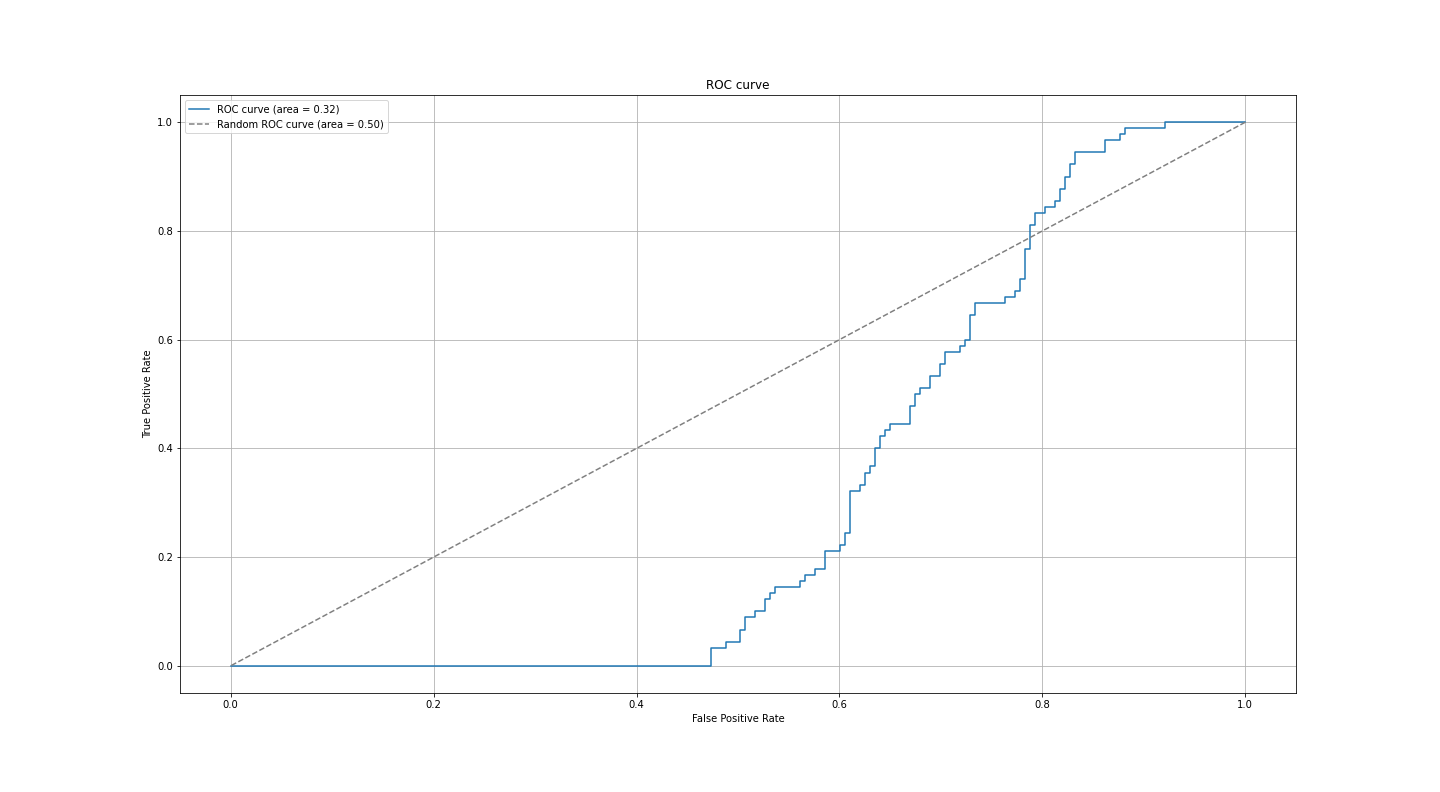 ROC curve
ROC curve (area = 0.32)
Random ROC curve (area = 0.50)
1.0
0.8
0.6
0.4
0.2
0.0
True Positive Rate
0.0 0.2 0.4 0.6 0.8 1.0
False Positive Rate